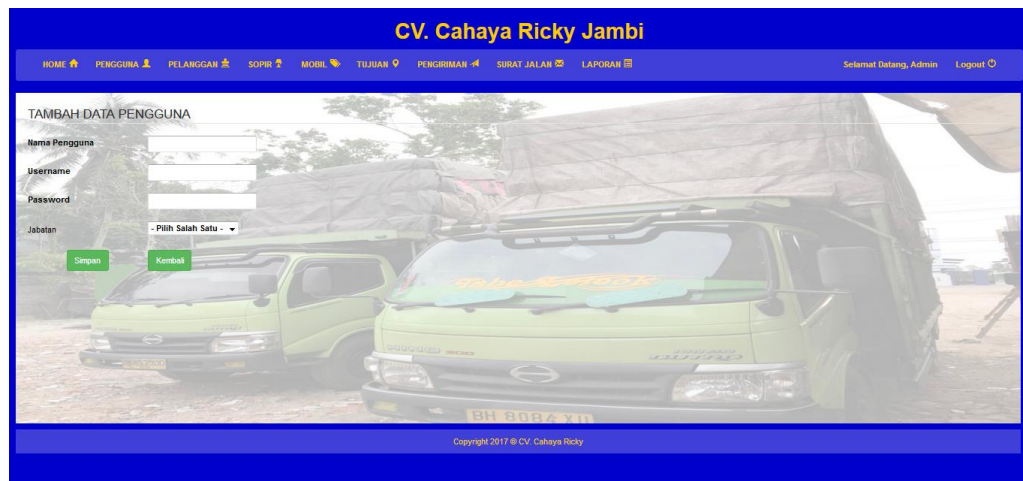 CV. Cahaya Ricky Jambi
HOME PENGGUNA PELANGGAN SOPIR MOBIL TUJUAN PENGIRIMAN SURAT JALAN LAPORAN Selamat Datang, Admin Logout
TAMBAH DATA PENGGUNA
Nama Pengguna
Username
Password
Jabatan - Pilih Salah Satu -
Simpan Kembali
HINO 300
BH 8084 XU
Copyright 2017 © CV. Cahaya Ricky